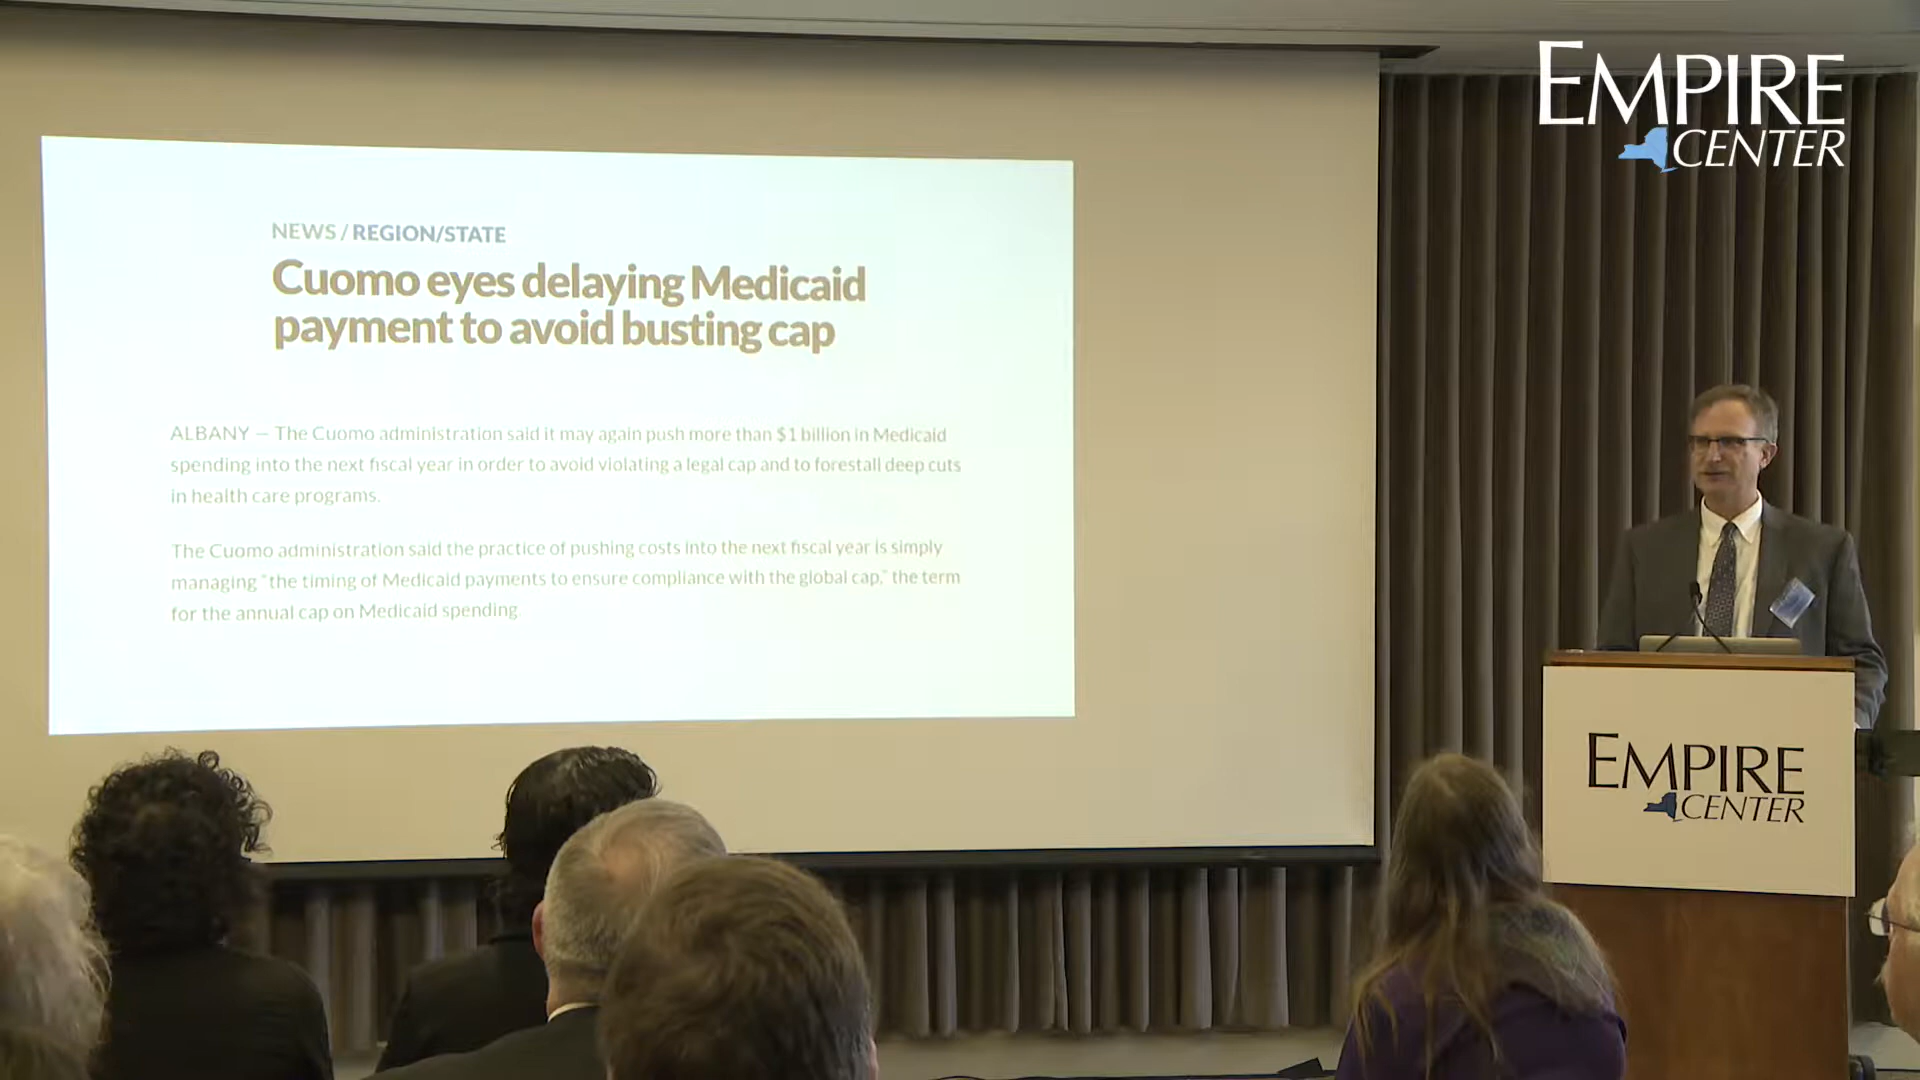 EMPIRE
CENTER
NEWS / REGION/STATE
Cuomo eyes delaying Medicaid
payment to avoid busting cap
ALBANY — The Cuomo administration said it may again push more than $1 billion in Medicaid
spending into the next fiscal year in order to avoid violating a legal cap and to forestall deep cuts
in health care programs.
The Cuomo administration said the practice of pushing costs into the next fiscal year is simply
managing "the timing of Medicaid payments to ensure compliance with the global cap," the term
for the annual cap on Medicaid spending.
EMPIRE
CENTER